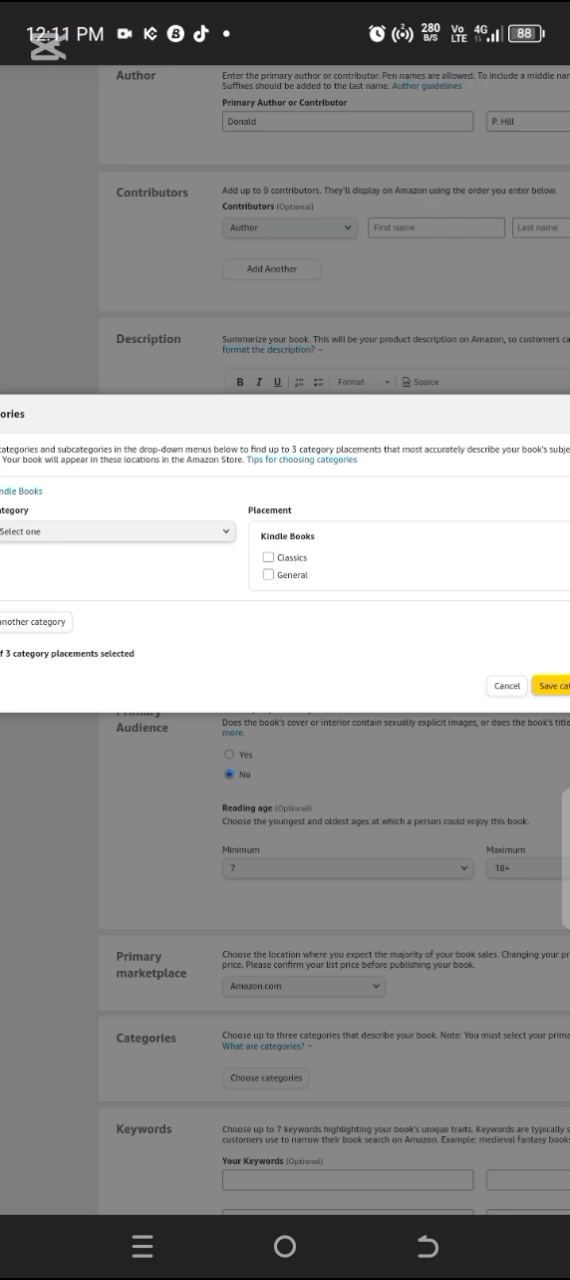 12:11 PM
280
B/S
Vo
LTE
4G
88
Author
Enter the primary author or contributor. Pen names are allowed. To include a middle nar
Suffixes should be added to the last name. Author guidelines
Primary Author or Contributor
Donald
P. Hill
Contributors
Add up to 9 contributors. They'll display on Amazon using the order you enter below.
Contributors (Optional)
Author
First name
Last name
Add Another
Description
Summarize your book. This will be your product description on Amazon, so customers ca
format the description?
B I U Format Source
ories
categories and subcategories in the drop-down menus below to find up to 3 category placements that most accurately describe your book's subje
Your book will appear in these locations in the Amazon Store. Tips for choosing categories
ndle Books
ategory
Placement
Select one
Kindle Books
Classics
General
another category
f 3 category placements selected
Cancel
Save cat
Primary
Audience
Does the book's cover or interior contain sexually explicit images, or does the book's title
more.
Yes
No
Reading age (Optional)
Choose the youngest and oldest ages at which a person could enjoy this book.
Minimum
Maximum
7
18+
Primary
marketplace
Choose the location where you expect the majority of your book sales. Changing your pr
price. Please confirm your list price before publishing your book.
Amazon.com
Categories
Choose up to three categories that describe your book. Note: You must select your prima
What are categories?
Choose categories
Keywords
Choose up to 7 keywords highlighting your book's unique traits. Keywords are typically s
customers use to narrow their book search on Amazon. Example: medieval fantasy book
Your Keywords (Optional)